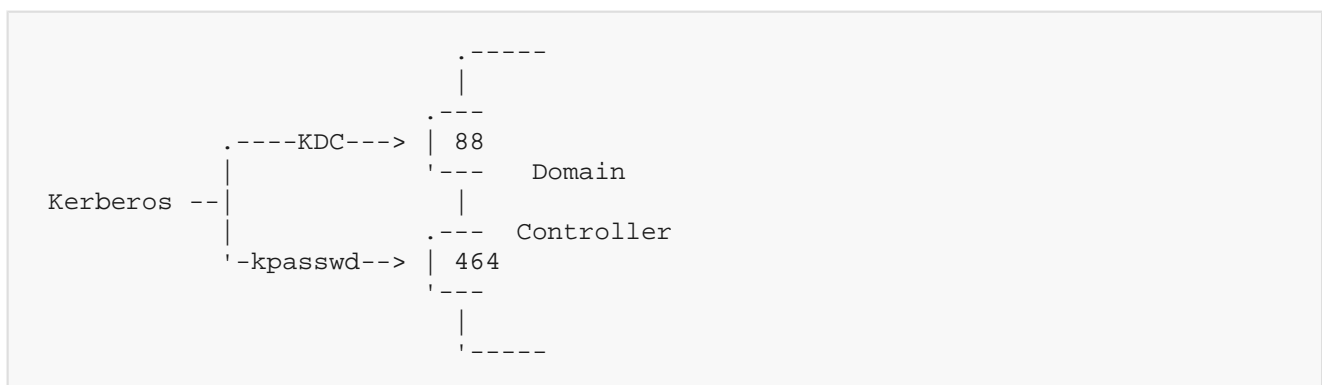 .-----
                          |
                        .---
           .----KDC---> | 88
           |            '---   Domain
Kerberos --|              |
           |            .---  Controller
           '-kpasswd--> | 464
                        '---
                          |
                          '-----